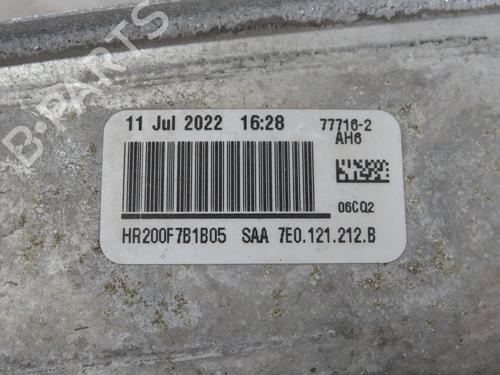 B-PARTS
11 Jul 2022 16:28 77716-2
AH6
06CQ2
HR200F7B1B05 SAA 7E0.121.212.B